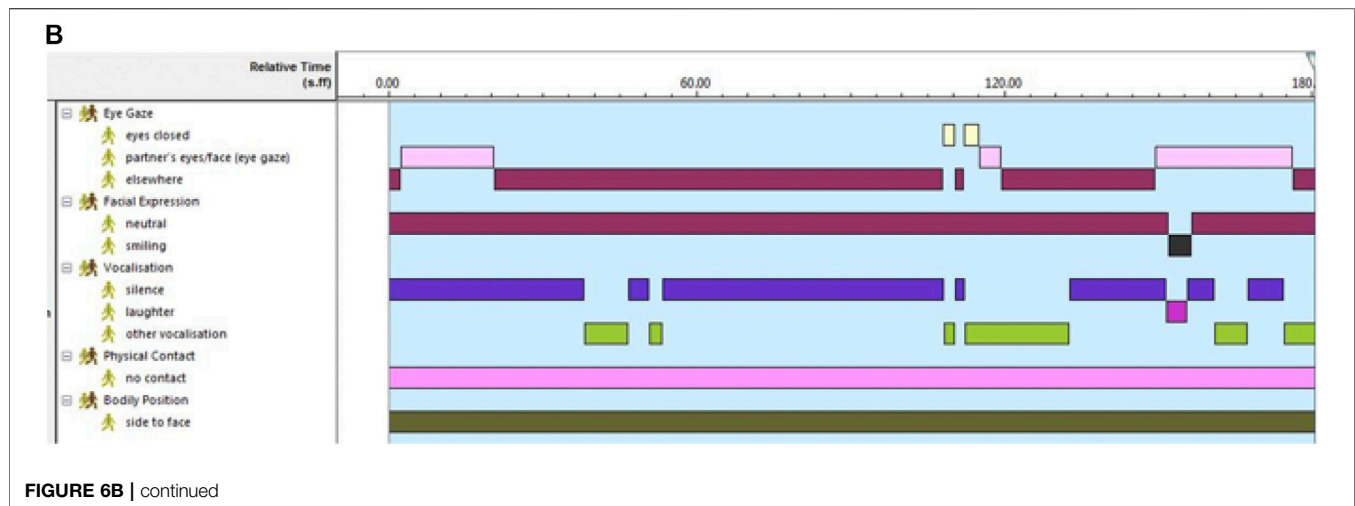 B
Relative Time
(s.ff)
0.00 60.00 120.00 180.
Eye Gaze
eyes closed
partner's eyes/face (eye gaze)
elsewhere
Facial Expression
neutral
smiling
Vocalisation
silence
laughter
other vocalisation
Physical Contact
no contact
Bodily Position
side to face
FIGURE 6B | continued